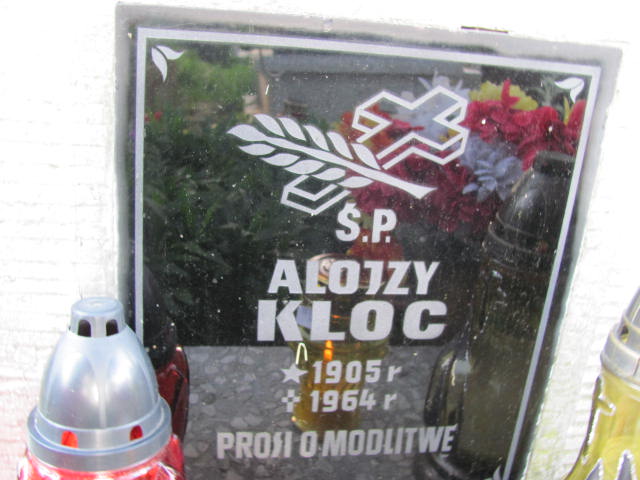 Ś.P.
ALOJZY
KLOC
★ 1905 r
✝ 1964 r
PROSI O MODLITWĘ